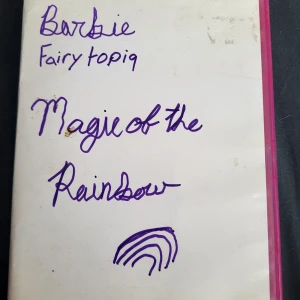 Barbie
Fairytopia
Magic of the
Rainbow